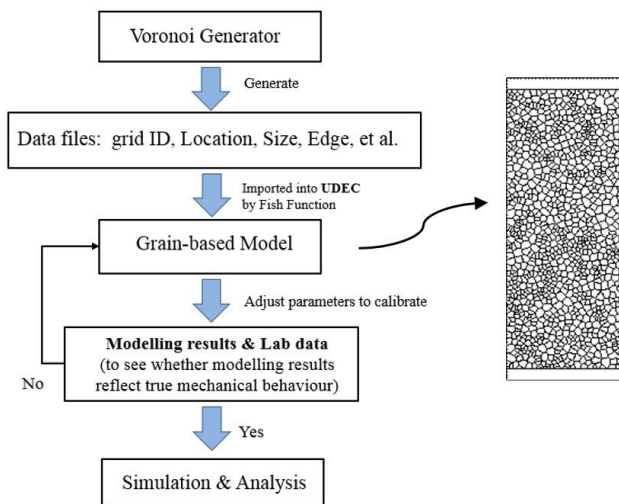 Voronoi Generator
Generate
Data files: grid ID, Location, Size, Edge, et al.
Imported into UDEC
by Fish Function
Grain-based Model
Adjust parameters to calibrate
Modelling results & Lab data
(to see whether modelling results
reflect true mechanical behaviour)
No
Yes
Simulation & Analysis